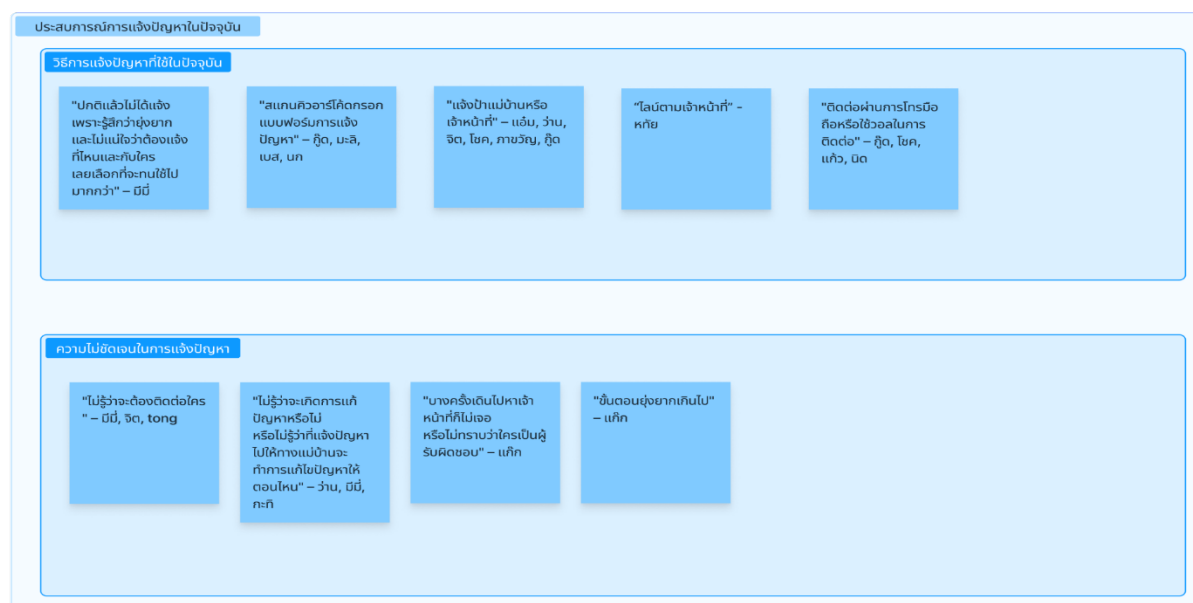 ประสบการณ์การแจ้งปัญหาในปัจจุบัน
วิธีการแจ้งปัญหาที่ใช้ในปัจจุบัน
"ปกติแล้วไม่ได้แจ้ง
เพราะรู้สึกว่ายุ่งยาก
และไม่แน่ใจว่าต้องแจ้ง
ที่ไหนและกับใคร
เลยเลือกที่จะทนใช้ไป
มากกว่า" – มีมี่
"สแกนคิวอาร์โค้ดกรอก
แบบฟอร์มการแจ้ง
ปัญหา" – กู๊ด, มะลิ,
เบส, นก
"แจ้งป้าแม่บ้านหรือ
เจ้าหน้าที่" – แอ๋ม, ว่าน,
จิต, โชค, ภาขวัญ, กู๊ด
"ไลน์ตามเจ้าหน้าที่" -
หทัย
"ติดต่อผ่านการโทรมือ
ถือหรือใช้วอลในการ
ติดต่อ" – กู๊ด, โชค,
แก้ว, นิด
ความไม่ชัดเจนในการแจ้งปัญหา
"ไม่รู้ว่าจะต้องติดต่อใคร
" – มีมี่, จิต, tong
"ไม่รู้ว่าจะเกิดการแก้
ปัญหาหรือไม่
หรือไม่รู้ว่าที่แจ้งปัญหา
ไปให้ทางแม่บ้านจะ
ทำการแก้ไขปัญหาให้
ตอนไหน" – ว่าน, มีมี่,
กะทิ
"บางครั้งเดินไปหาเจ้า
หน้าที่ก็ไม่เจอ
หรือไม่ทราบว่าใครเป็นผู้
รับผิดชอบ" – แก๊ก
"ขั้นตอนยุ่งยากเกินไป"
– แก๊ก